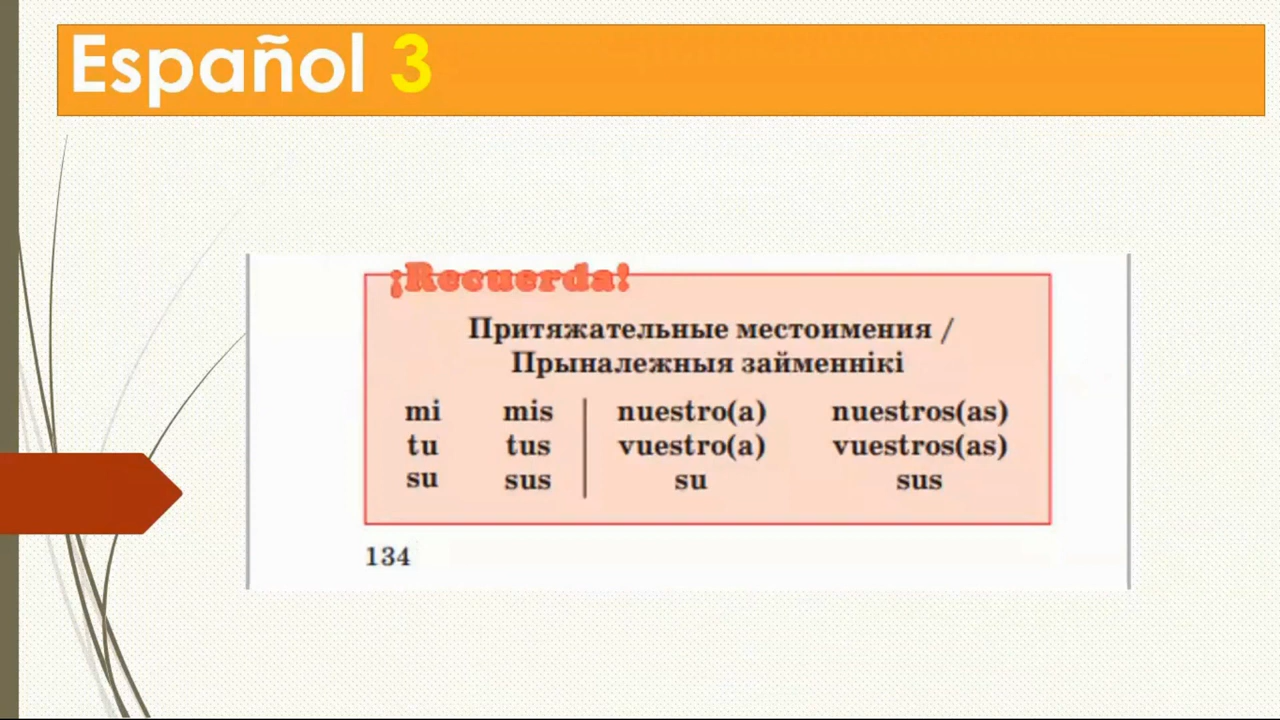 Español 3
¡Recuerda!
Притяжательные местоимения /
Прыналежныя займеннікі
mi mis nuestro(a) nuestros(as)
tu tus vuestro(a) vuestros(as)
su sus su sus
134